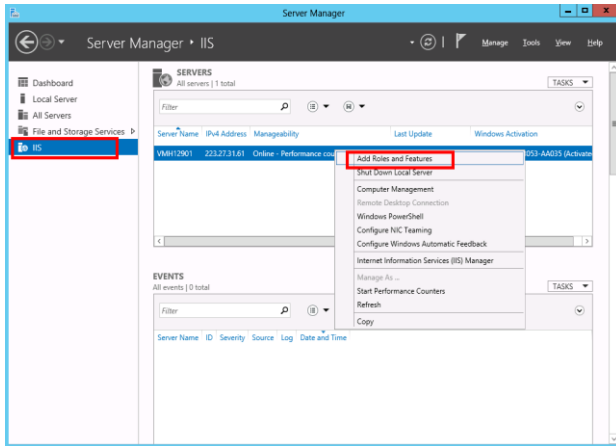 Server Manager
Server Manager • IIS
Manage Tools View Help
Dashboard
Local Server
All Servers
File and Storage Services
IIS
SERVERS
All servers | 1 total
TASKS
Filter
Server Name IPv4 Address Manageability Last Update Windows Activation
VMH12901 223.27.31.61 Online - Performance cou 053-AA035 (Activate
Add Roles and Features
Shut Down Local Server
Computer Management
Remote Desktop Connection
Windows PowerShell
Configure NIC Teaming
Configure Windows Automatic Feedback
Internet Information Services (IIS) Manager
Manage As ...
Start Performance Counters
Refresh
Copy
EVENTS
All events | 0 total
TASKS
Filter
Server Name ID Severity Source Log Date and Time